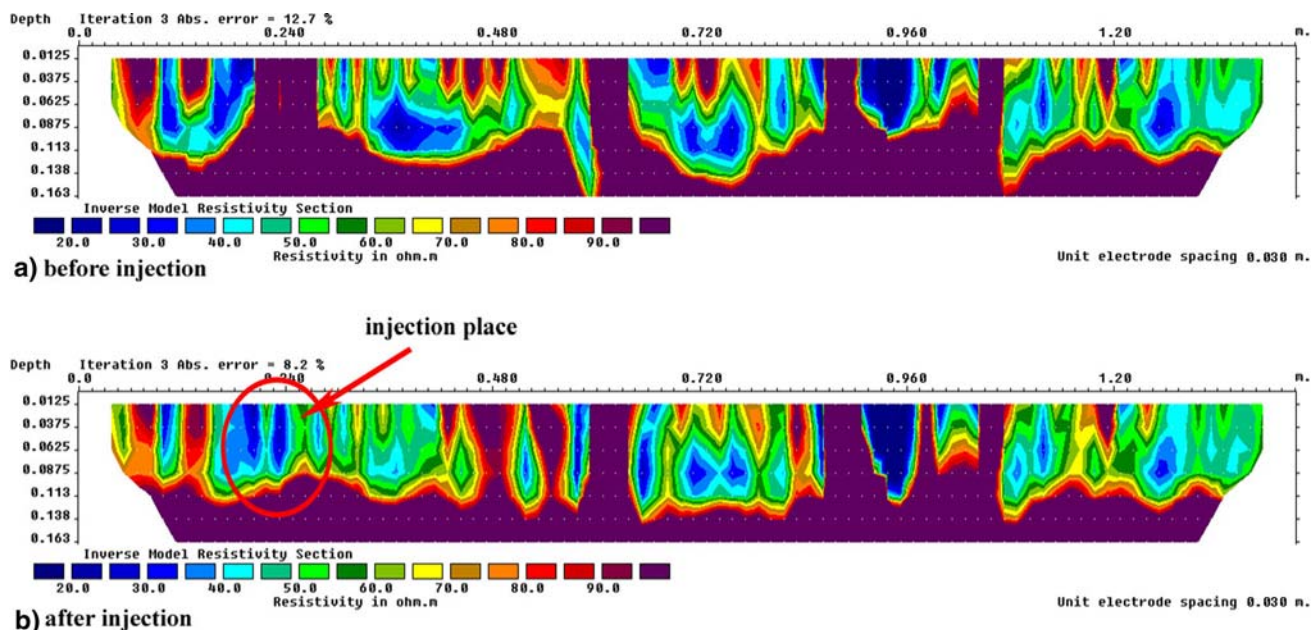 Depth Iteration 3 Abs. error = 12.7 %
0.0 0.240 0.480 0.720 0.960 1.20 m.
0.0125
0.0375
0.0625
0.0875
0.113
0.138
0.163
Inverse Model Resistivity Section
20.0 30.0 40.0 50.0 60.0 70.0 80.0 90.0
Resistivity in ohm.m
Unit electrode spacing 0.030 m.
a) before injection
injection place
Depth Iteration 3 Abs. error = 8.2 %
0.0 0.240 0.480 0.720 0.960 1.20 m.
0.0125
0.0375
0.0625
0.0875
0.113
0.138
0.163
Inverse Model Resistivity Section
20.0 30.0 40.0 50.0 60.0 70.0 80.0 90.0
Resistivity in ohm.m
Unit electrode spacing 0.030 m.
b) after injection